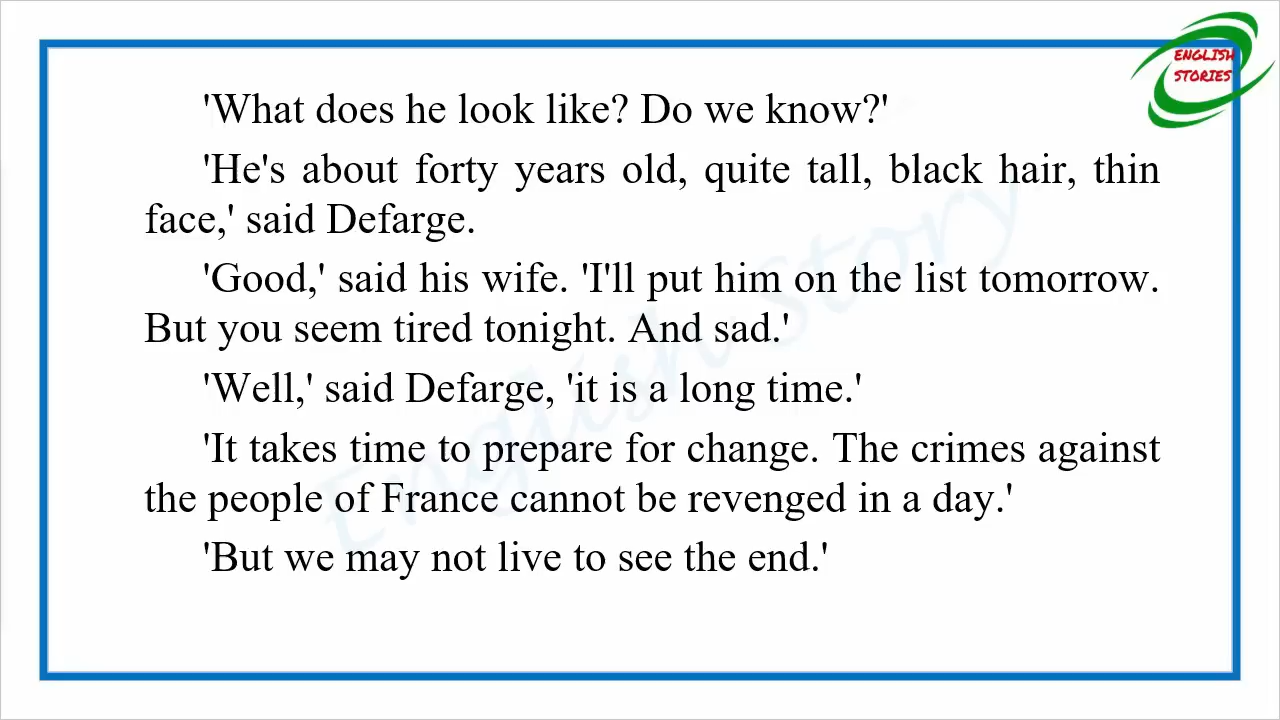 ENGLISH
STORIES
'What does he look like? Do we know?'
'He's about forty years old, quite tall, black hair, thin
face,' said Defarge.
'Good,' said his wife. 'I'll put him on the list tomorrow.
But you seem tired tonight. And sad.'
'Well,' said Defarge, 'it is a long time.'
'It takes time to prepare for change. The crimes against
the people of France cannot be revenged in a day.'
'But we may not live to see the end.'
English Story